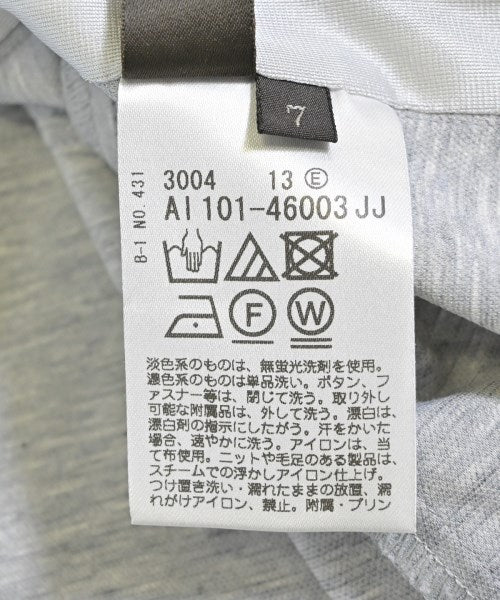 7
3004 13 E
AI 101-46003 JJ
B-1 NO. 431
F W
淡色系のものは、無蛍光洗剤を使用。
濃色系のものは単品洗い。ボタン、フ
ァスナー等は、閉じて洗う。取り外し
可能な附属品は、外して洗う。漂白は、
漂白剤の指示にしたがう。汗をかいた
場合、速やかに洗う。アイロンは、当
て布使用。ニットや毛足のある製品は、
スチームでの浮かしアイロン仕上げ。
つけ置き洗い・濡れたままの放置、濡
れがけアイロン、禁止。附属・プリン